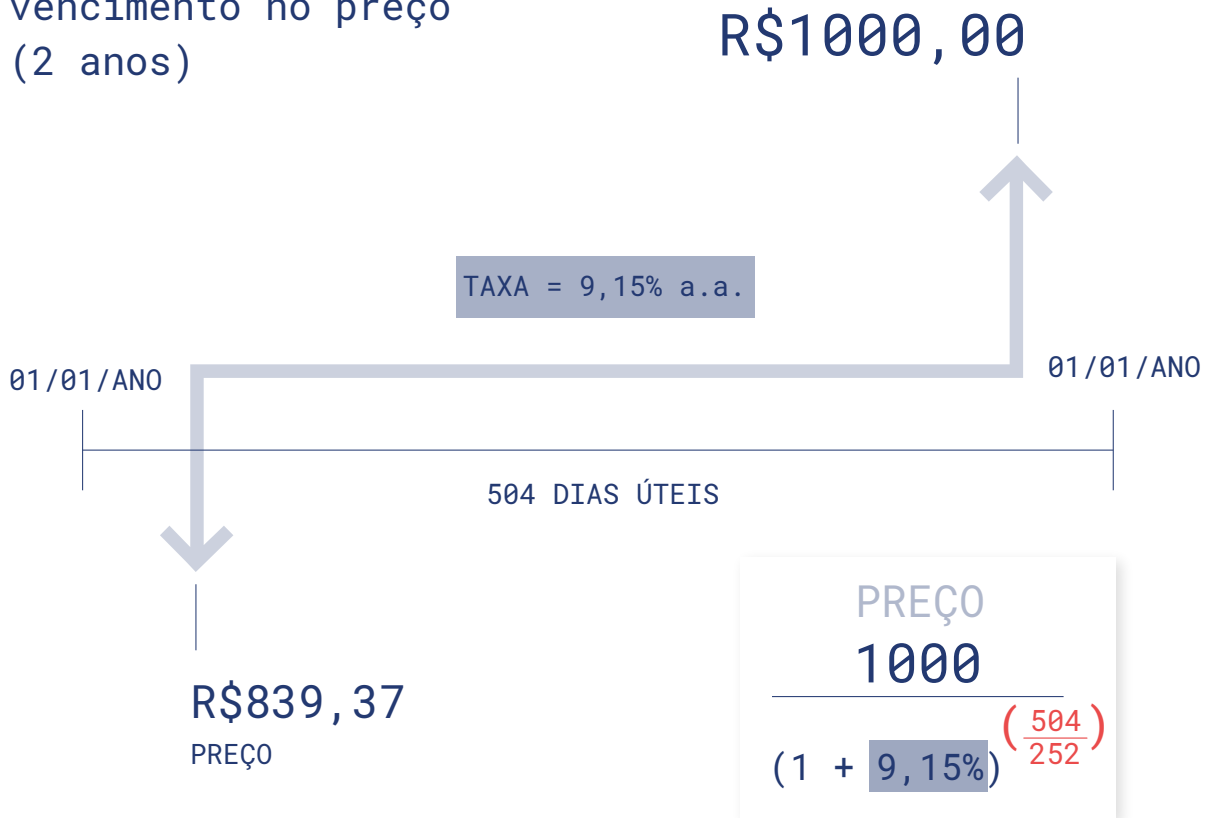 vencimento no preço
(2 anos)
R$1000,00
TAXA = 9,15% a.a.
01/01/ANO
01/01/ANO
504 DIAS ÚTEIS
R$839,37
PREÇO
PREÇO
1000
(1 + 9,15%)
(504
252)